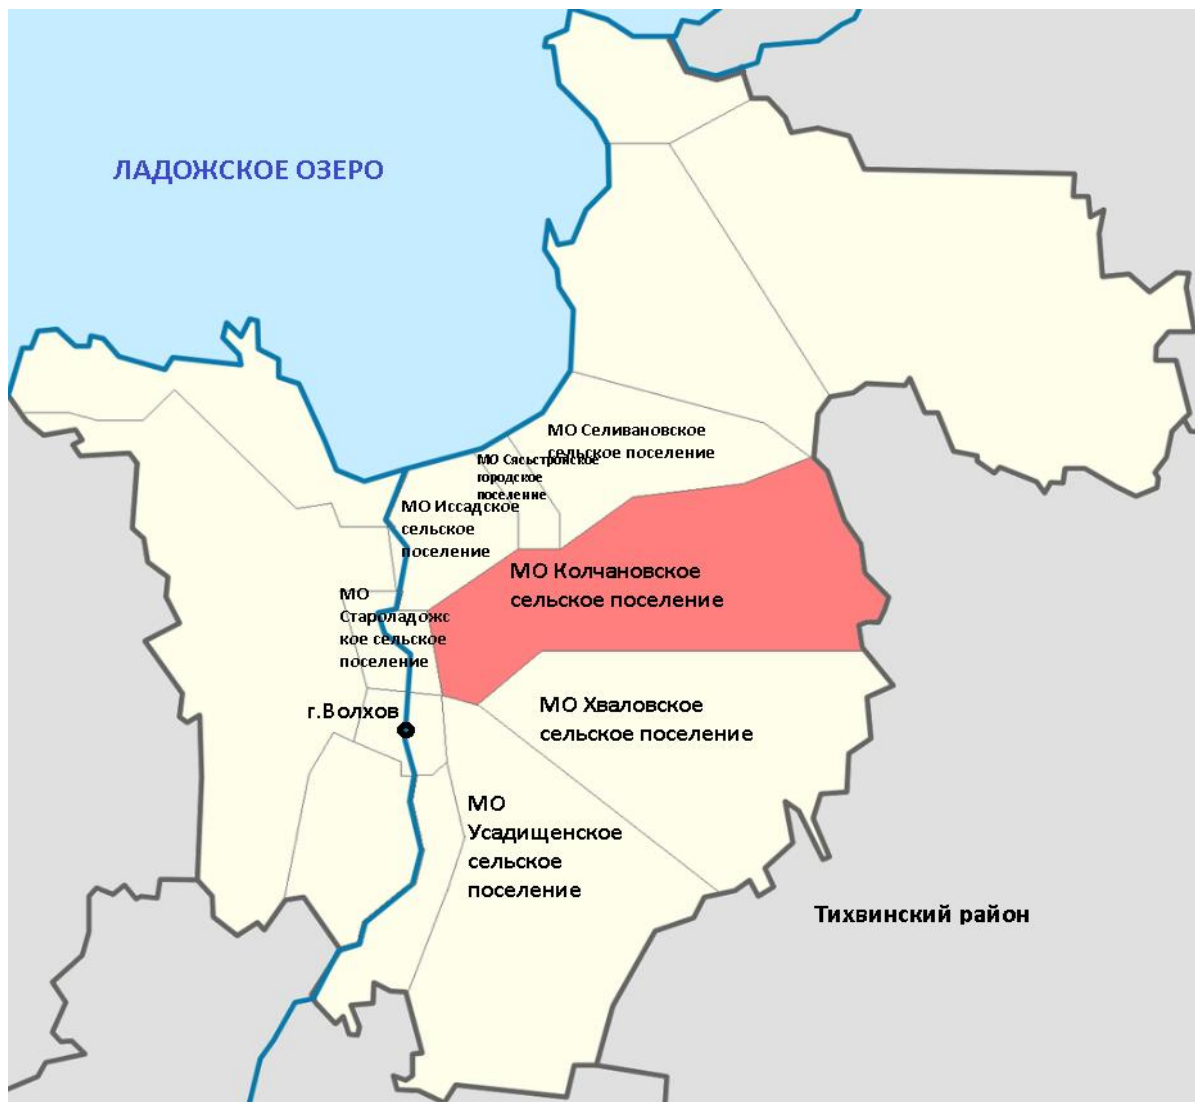 ЛАДОЖСКОЕ ОЗЕРО
МО Селивановское
сельское поселение
МО Сясьстройское
городское
поселение
МО Иссадское
сельское
поселение
МО Колчановское
сельское поселение
МО
Староладожс
кое сельское
поселение
г.Волхов
МО Хваловское
сельское поселение
МО
Усадищенское
сельское
поселение
Тихвинский район